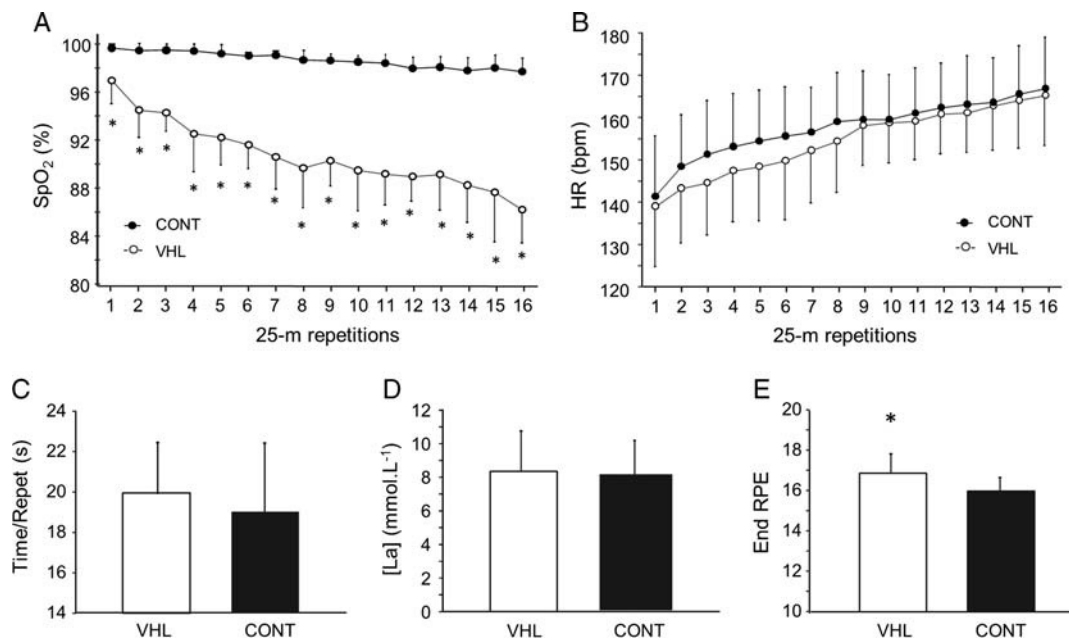 A
SpO₂ (%)
100
96
92
88
84
80
CONT
VHL
* * * * * * * * * * * * * * * *
1 2 3 4 5 6 7 8 9 10 11 12 13 14 15 16
25-m repetitions
B
HR (bpm)
170
160
150
140
130
120
CONT
VHL
1 2 3 4 5 6 7 8 9 10 11 12 13 14 15 16
25-m repetitions
C
Time/Repet (s)
24
22
20
18
16
14
VHL CONT
D
[La] (mmol.L⁻¹)
14
12
10
8
6
4
2
0
VHL CONT
E
End RPE
20
18
16
14
12
10
*
VHL CONT